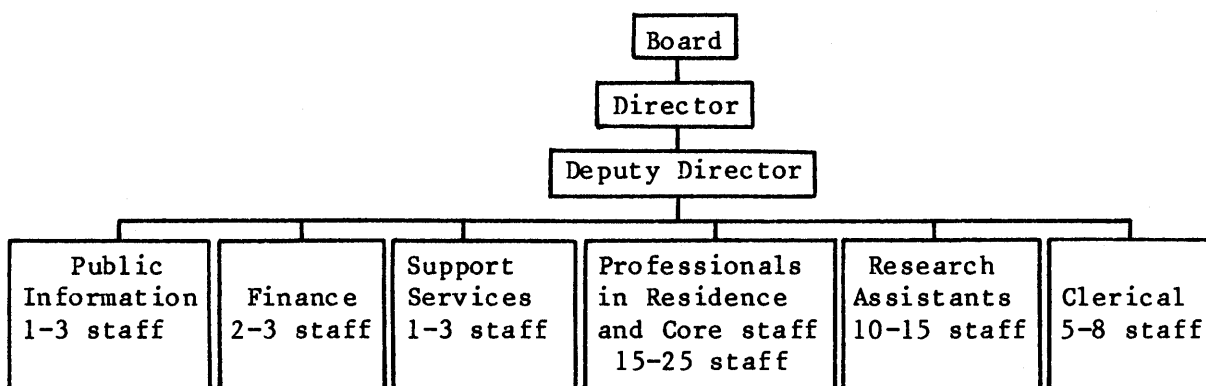 Board
Director
Deputy Director
Public
Information
1-3 staff
Finance
2-3 staff
Support
Services
1-3 staff
Professionals
in Residence
and Core staff
15-25 staff
Research
Assistants
10-15 staff
Clerical
5-8 staff